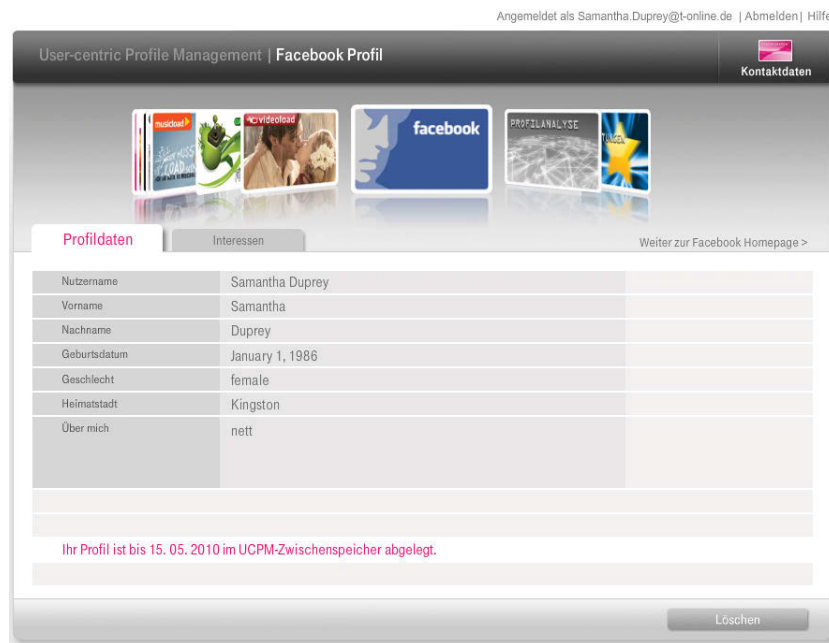 Angemeldet als Samantha.Duprey@t-online.de | Abmelden | Hilfe
User-centric Profile Management | Facebook Profil
Kontaktdaten
musicload
videoload
facebook
PROFILANALYSE
Profildaten
Interessen
Weiter zur Facebook Homepage >
Nutzername Samantha Duprey
Vorname Samantha
Nachname Duprey
Geburtsdatum January 1, 1986
Geschlecht female
Heimatstadt Kingston
Über mich nett
Ihr Profil ist bis 15. 05. 2010 im UCPM-Zwischenspeicher abgelegt.
Löschen